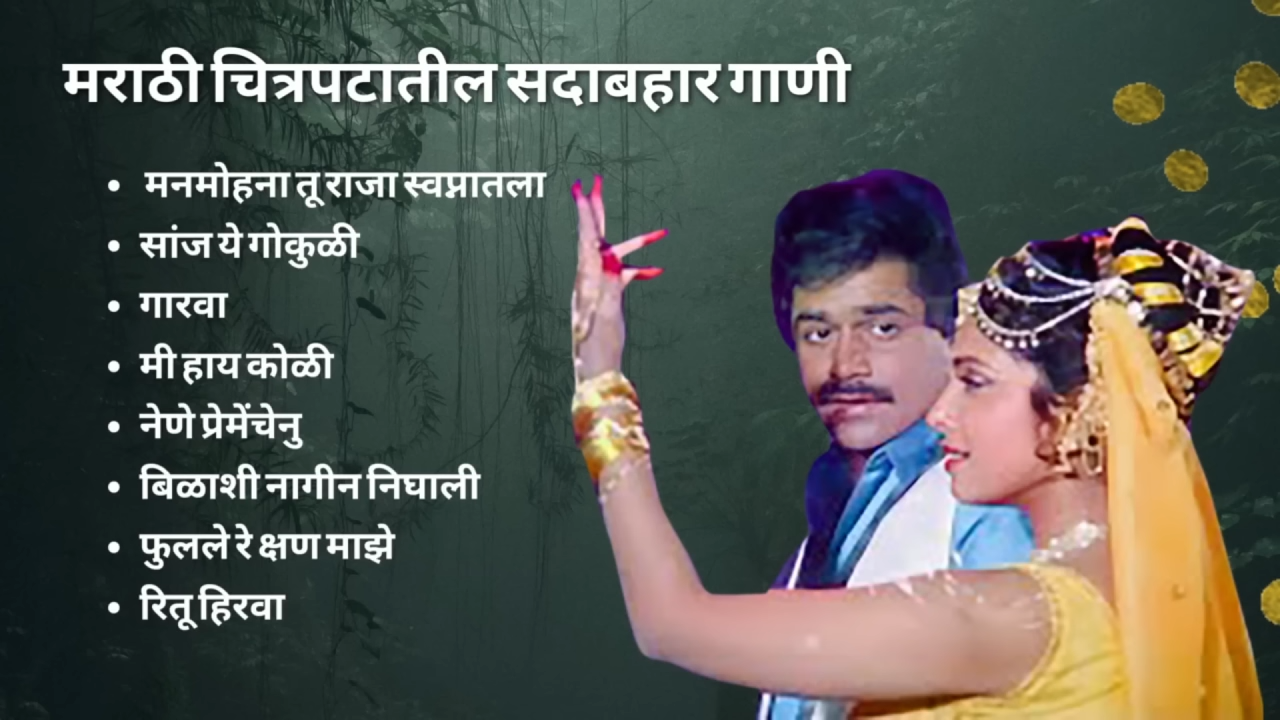 मराठी चित्रपटातील सदाबहार गाणी
• मनमोहना तू राजा स्वप्नातला
• सांज ये गोकुळी
• गारवा
• मी हाय कोळी
• नेणे प्रेमेंचेनु
• बिळाशी नागीन निघाली
• फुलले रे क्षण माझे
• रितू हिरवा